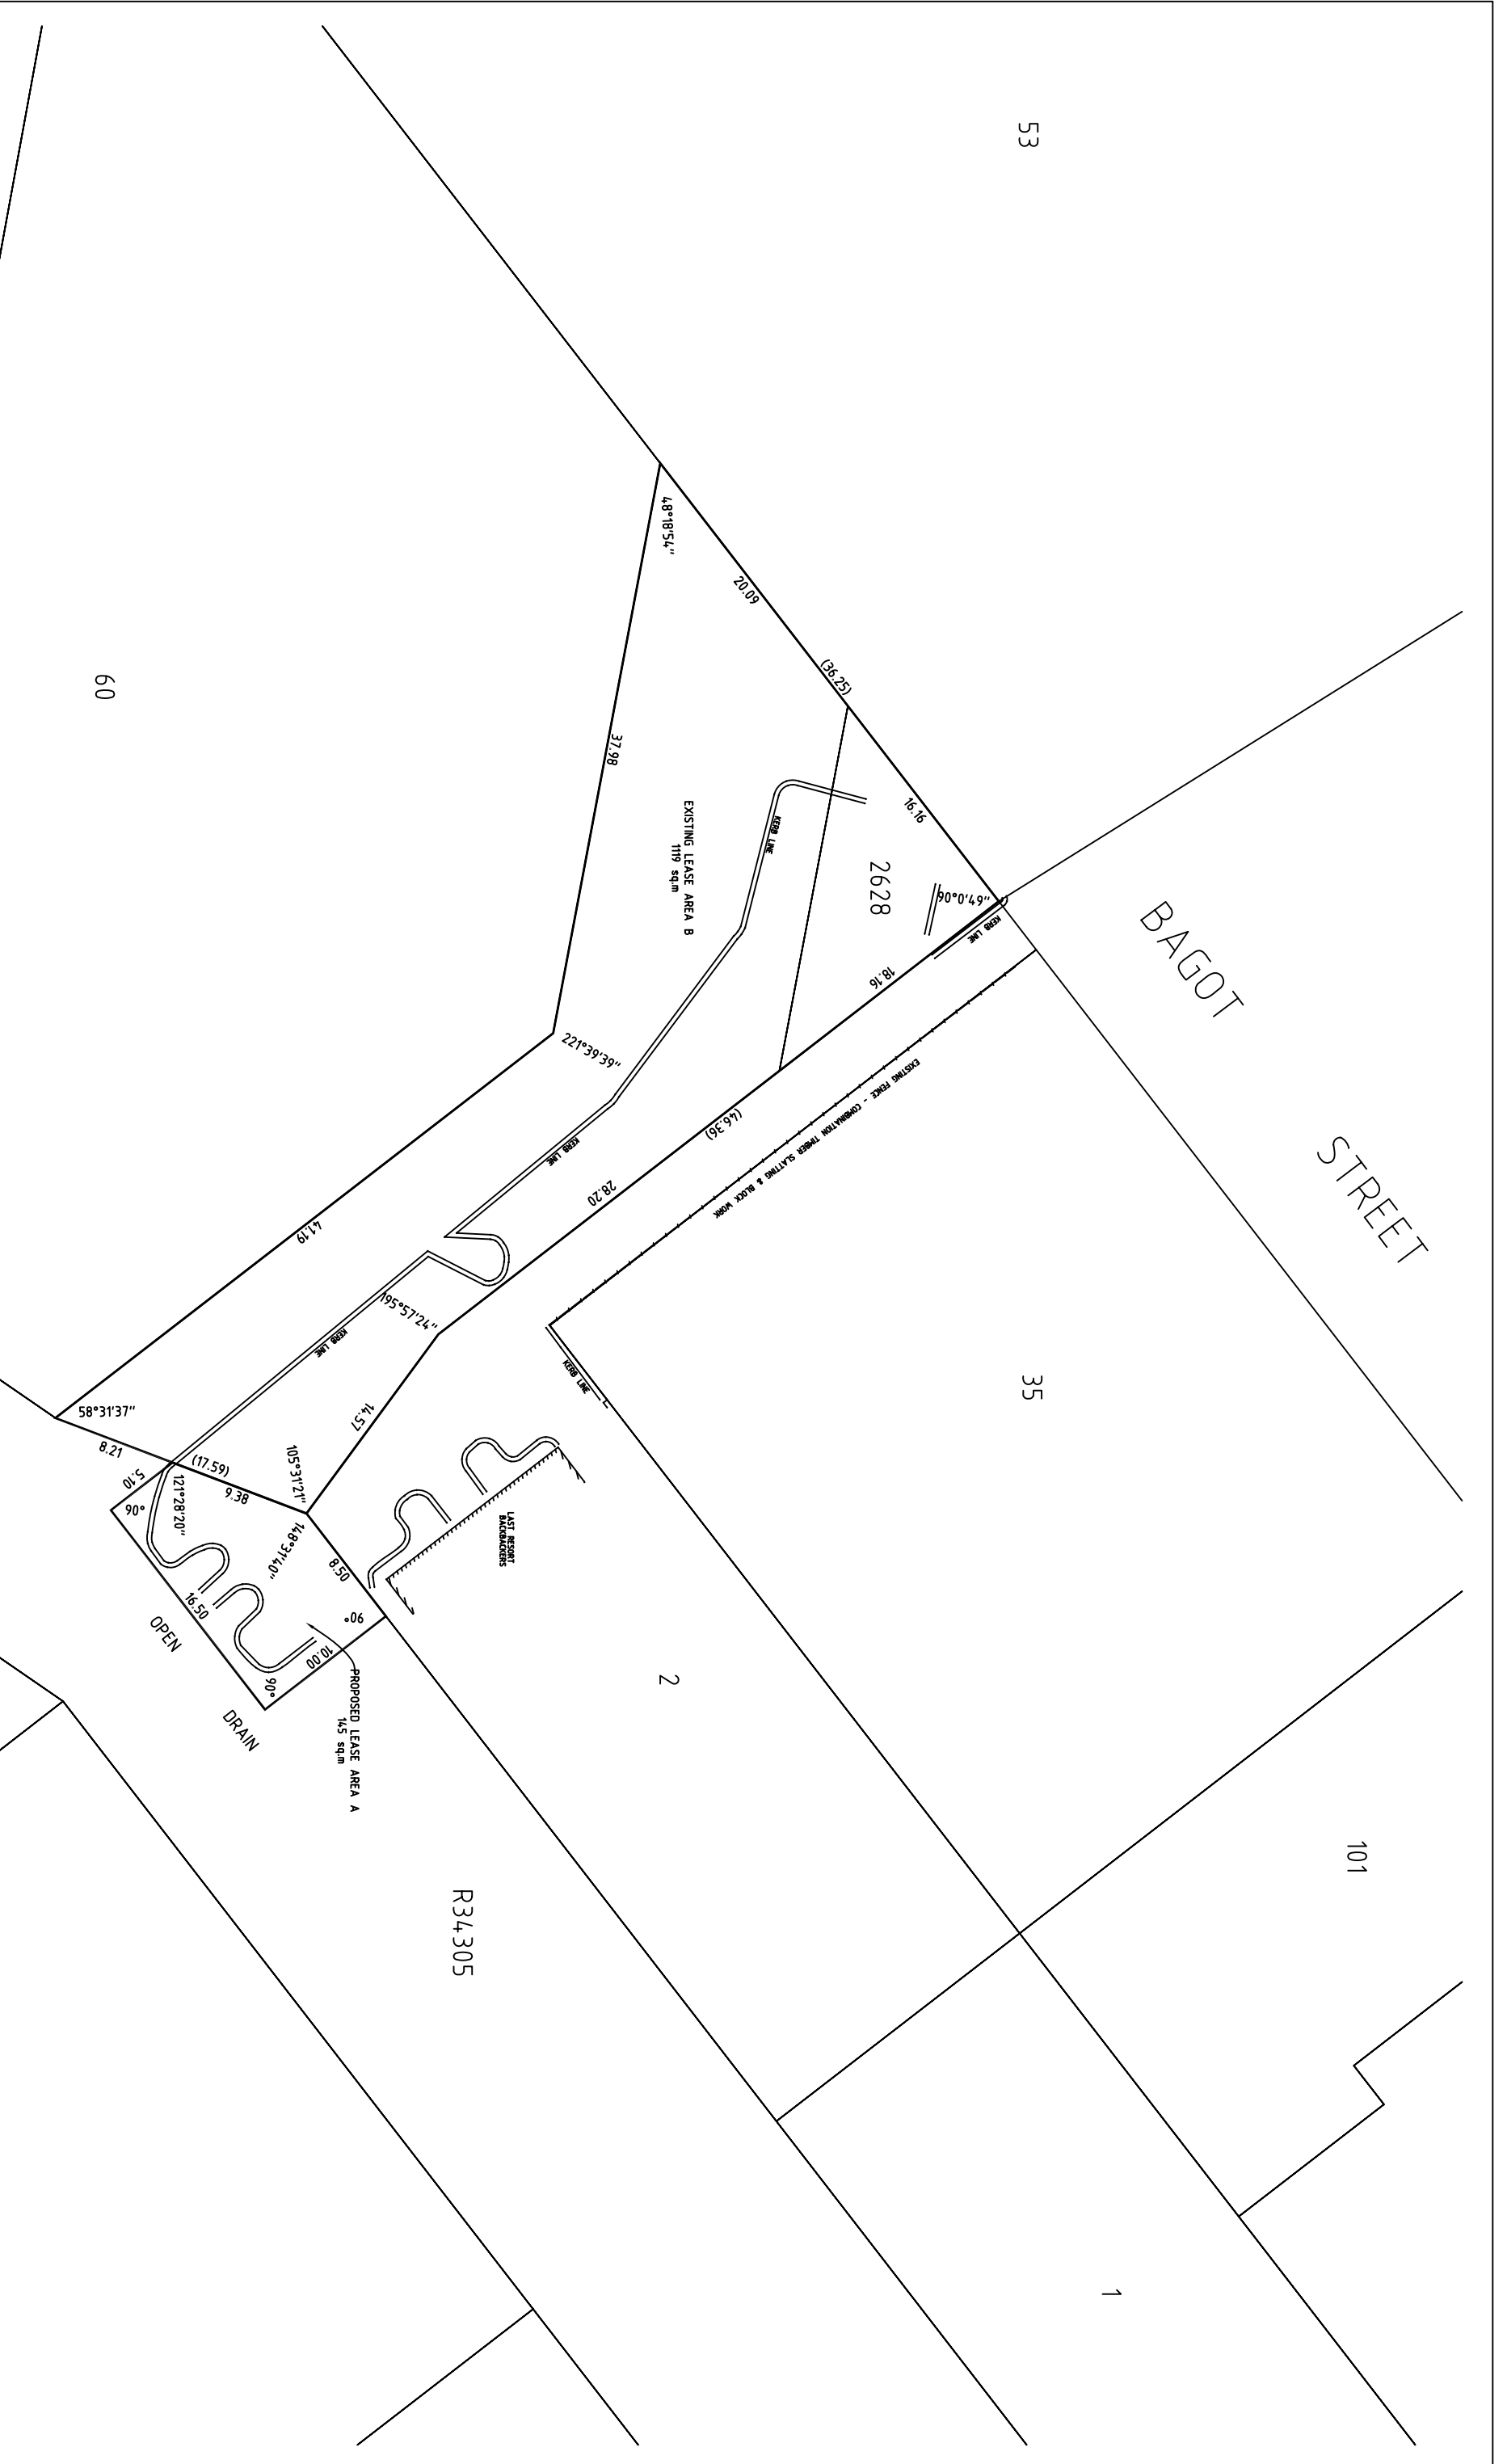 53
BAGOT
STREET
60
48°18'54"
20.09
(36.25)
16.16
37.98
EXISTING LEASE AREA B
1119 sq.m
KERB LINE
2628
90°0'49"
KERB LINE
18.16
221°39'39"
(46.36)
EXISTING FENCE - COMBINATION TIMBER SLATTING & BLOCK WORK
KERB LINE
28.20
41.19
195°57'24"
KERB LINE
KERB LINE
35
14.57
58°31'37"
8.21
(17.59)
9.38
5.10
90°
121°28'20"
105°31'21"
148°31'40"
8.50
LAST RESORT
BACKBACKERS
90°
16.50
10.00
90°
OPEN
DRAIN
PROPOSED LEASE AREA A
145 sq.m
2
101
R34305
1